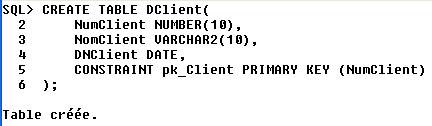 SQL> CREATE TABLE DClient(
2 NumClient NUMBER(10),
3 NomClient VARCHAR2(10),
4 DNClient DATE,
5 CONSTRAINT pk_Client PRIMARY KEY (NumClient)
6 );
Table créée.